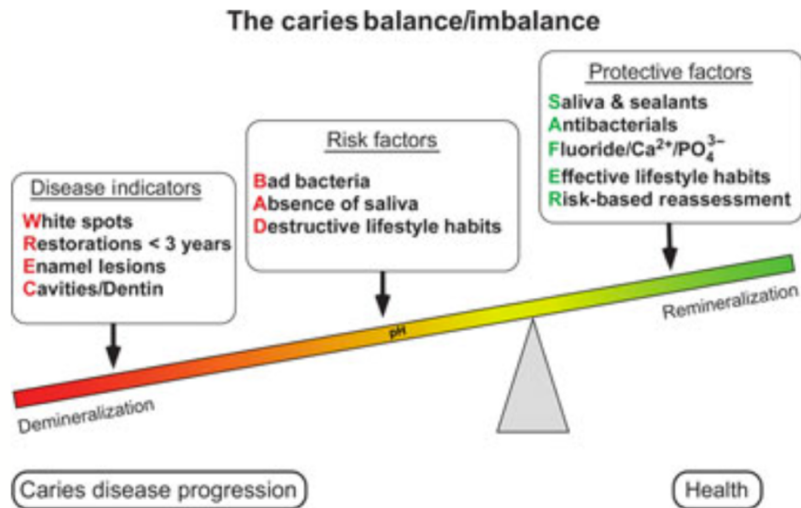 The caries balance/imbalance
Disease indicators
White spots
Restorations < 3 years
Enamel lesions
Cavities/Dentin
Risk factors
Bad bacteria
Absence of saliva
Destructive lifestyle habits
Protective factors
Saliva & sealants
Antibacterials
Fluoride/Ca²⁺/PO₄³⁻
Effective lifestyle habits
Risk-based reassessment
pH
Demineralization
Remineralization
Caries disease progression
Health